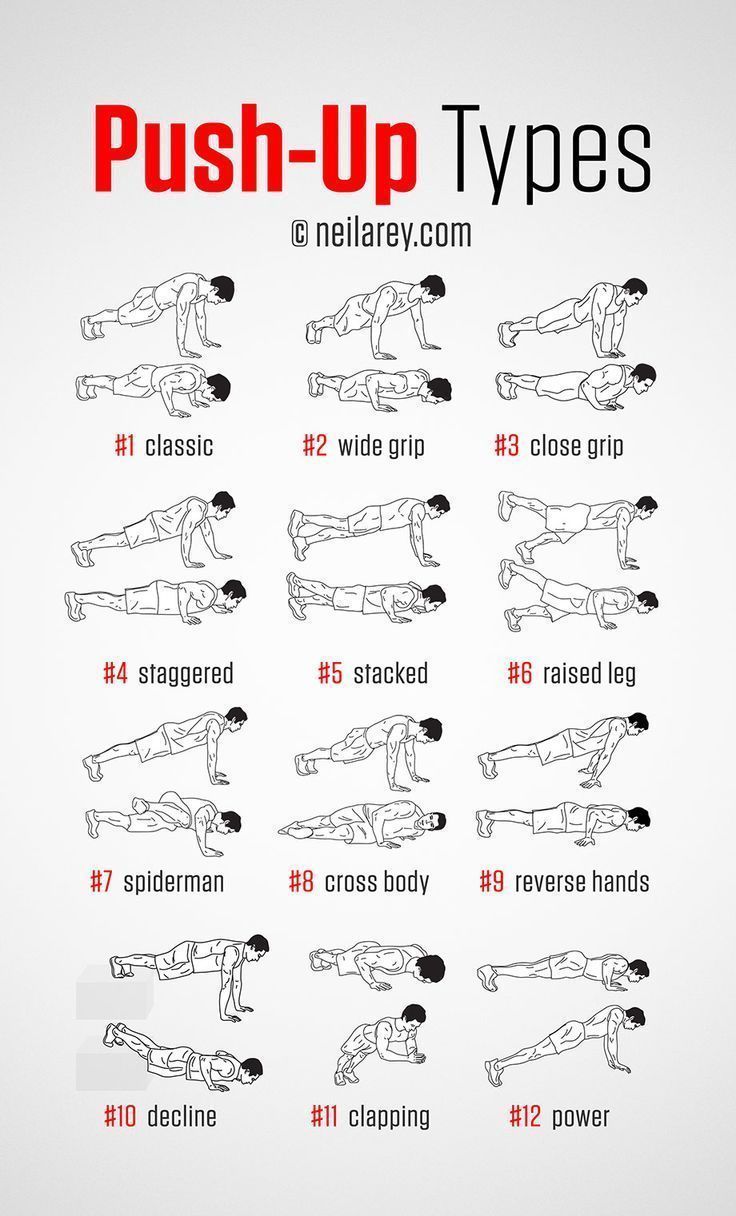 Push-Up Types
© neilarey.com
#1 classic
#2 wide grip
#3 close grip
#4 staggered
#5 stacked
#6 raised leg
#7 spiderman
#8 cross body
#9 reverse hands
#10 decline
#11 clapping
#12 power